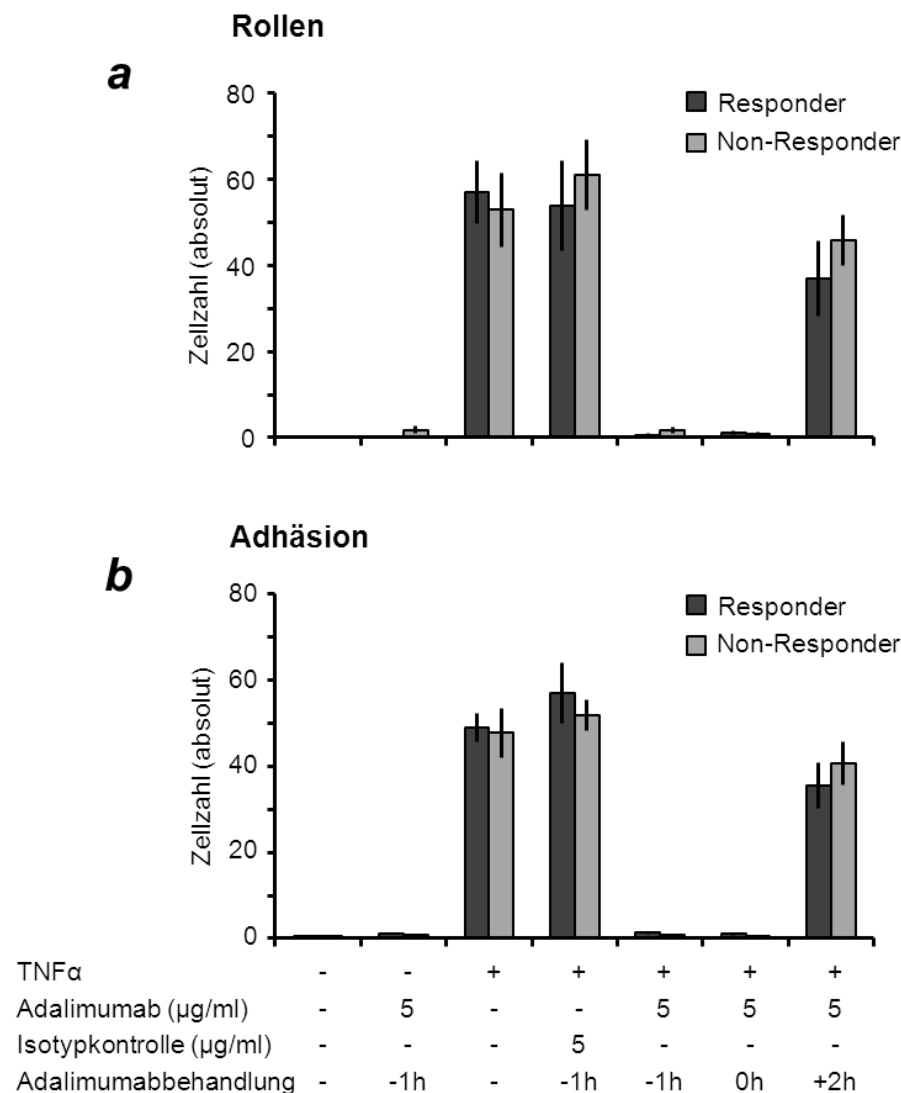 Rollen
a
80
60
40
20
0
Zellzahl (absolut)
Responder
Non-Responder
Adhäsion
b
80
60
40
20
0
Zellzahl (absolut)
Responder
Non-Responder
TNFα - - + + + + +
Adalimumab (µg/ml) - 5 - - 5 5 5
Isotypkontrolle (µg/ml) - - - 5 - - -
Adalimumabbehandlung - -1h - -1h -1h 0h +2h